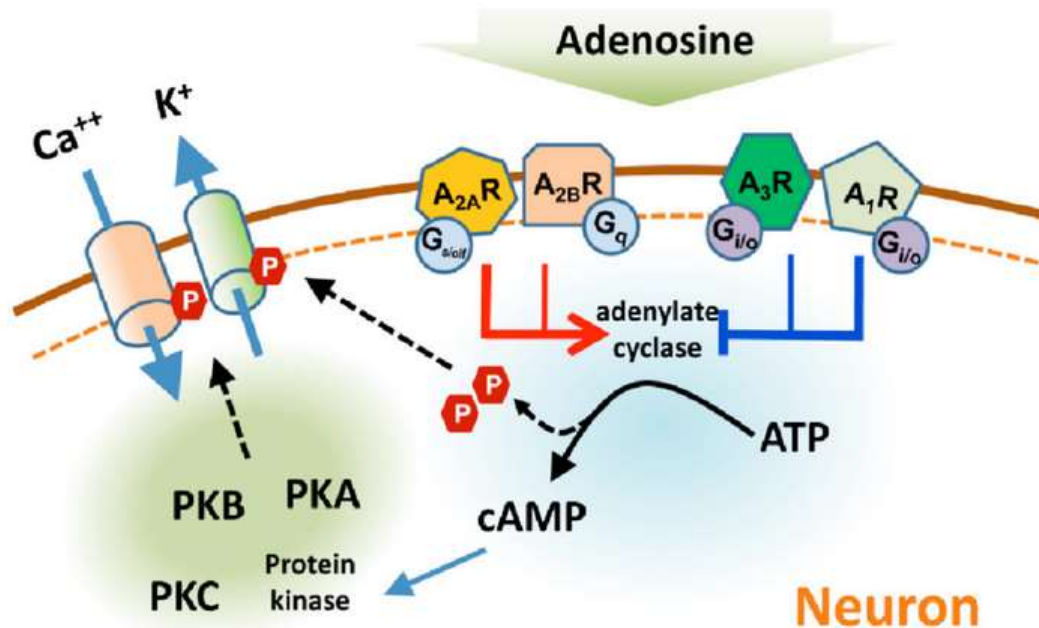 Adenosine
K⁺
Ca⁺⁺
A₂ₐR
A₂BR
A₃R
A₁R
Gs/olf
Gq
Gi/o
Gi/o
P
P
adenylate
cyclase
P
P
ATP
cAMP
PKB
PKA
PKC
Protein
kinase
Neuron